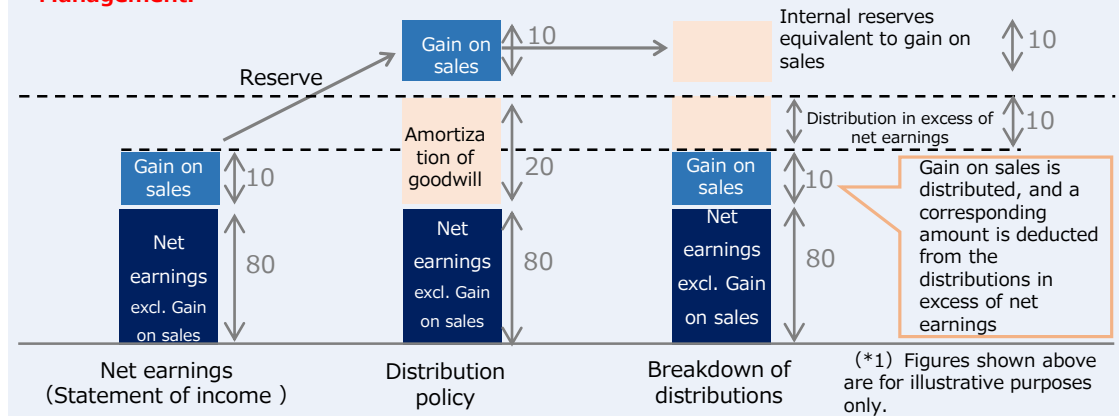 Management.
Gain on
sales
10
Internal reserves
equivalent to gain on
sales
10
Reserve
Amortiza
tion of
goodwill
20
Distribution in excess of
net earnings
10
Gain on
sales
10
Gain on
sales
10
Gain on sales is
distributed, and a
corresponding
amount is deducted
from the
distributions in
excess of net
earnings
Net
earnings
excl. Gain
on sales
80
Net
earnings
excl. Gain
on sales
80
Net
earnings
excl. Gain
on sales
80
Net earnings
（Statement of income ）
Distribution
policy
Breakdown of
distributions
（*1）Figures shown above
are for illustrative purposes
only.